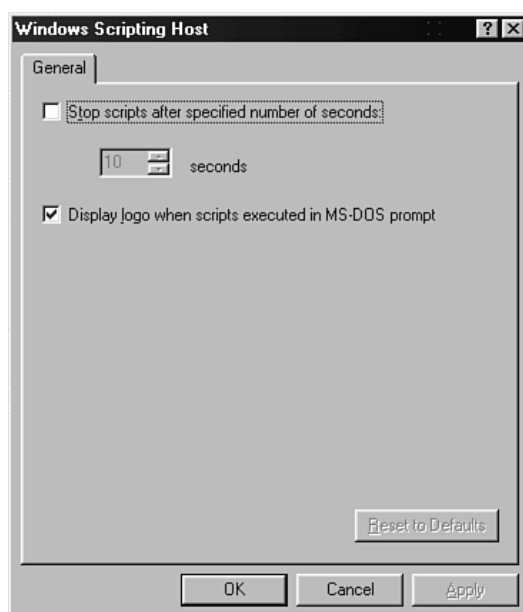 Windows Scripting Host
General
Stop scripts after specified number of seconds:
10 seconds
Display logo when scripts executed in MS-DOS prompt
Reset to Defaults
OK Cancel Apply